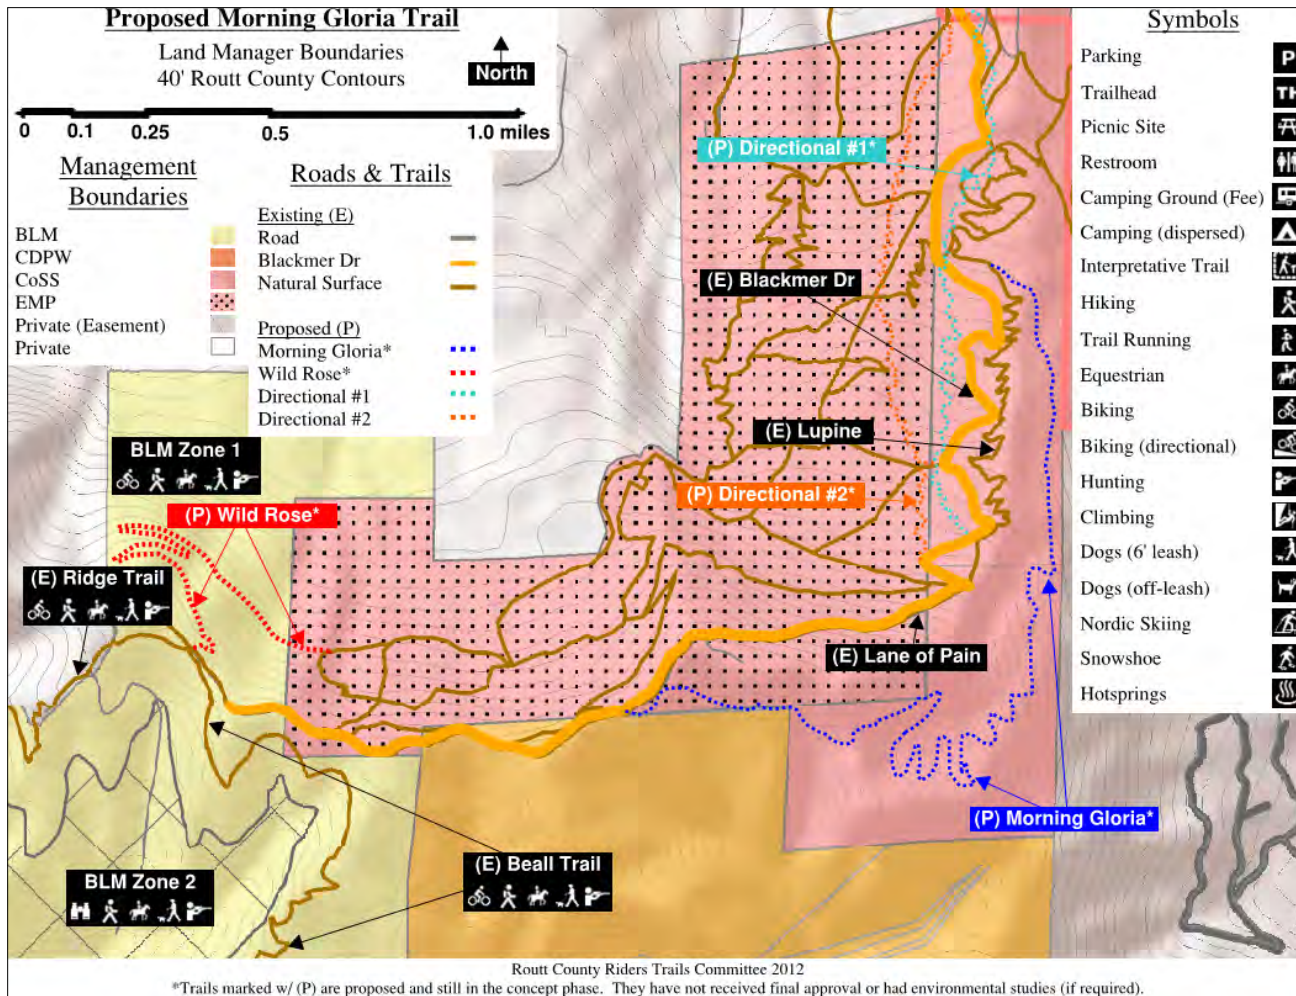 Proposed Morning Gloria Trail
Land Manager Boundaries
40' Routt County Contours
North
0 0.1 0.25 0.5 1.0 miles
Management
Boundaries
BLM
CDPW
CoSS
EMP
Private (Easement)
Private
Roads & Trails
Existing (E)
Road
Blackmer Dr
Natural Surface
Proposed (P)
Morning Gloria*
Wild Rose*
Directional #1
Directional #2
(P) Directional #1*
(E) Blackmer Dr
(E) Lupine
(P) Directional #2*
BLM Zone 1
(P) Wild Rose*
(E) Ridge Trail
(E) Lane of Pain
(P) Morning Gloria*
(E) Beall Trail
BLM Zone 2
Symbols
Parking P
Trailhead TH
Picnic Site
Restroom
Camping Ground (Fee)
Camping (dispersed)
Interpretative Trail
Hiking
Trail Running
Equestrian
Biking
Biking (directional)
Hunting
Climbing
Dogs (6' leash)
Dogs (off-leash)
Nordic Skiing
Snowshoe
Hotsprings
Routt County Riders Trails Committee 2012
*Trails marked w/ (P) are proposed and still in the concept phase. They have not received final approval or had environmental studies (if required).